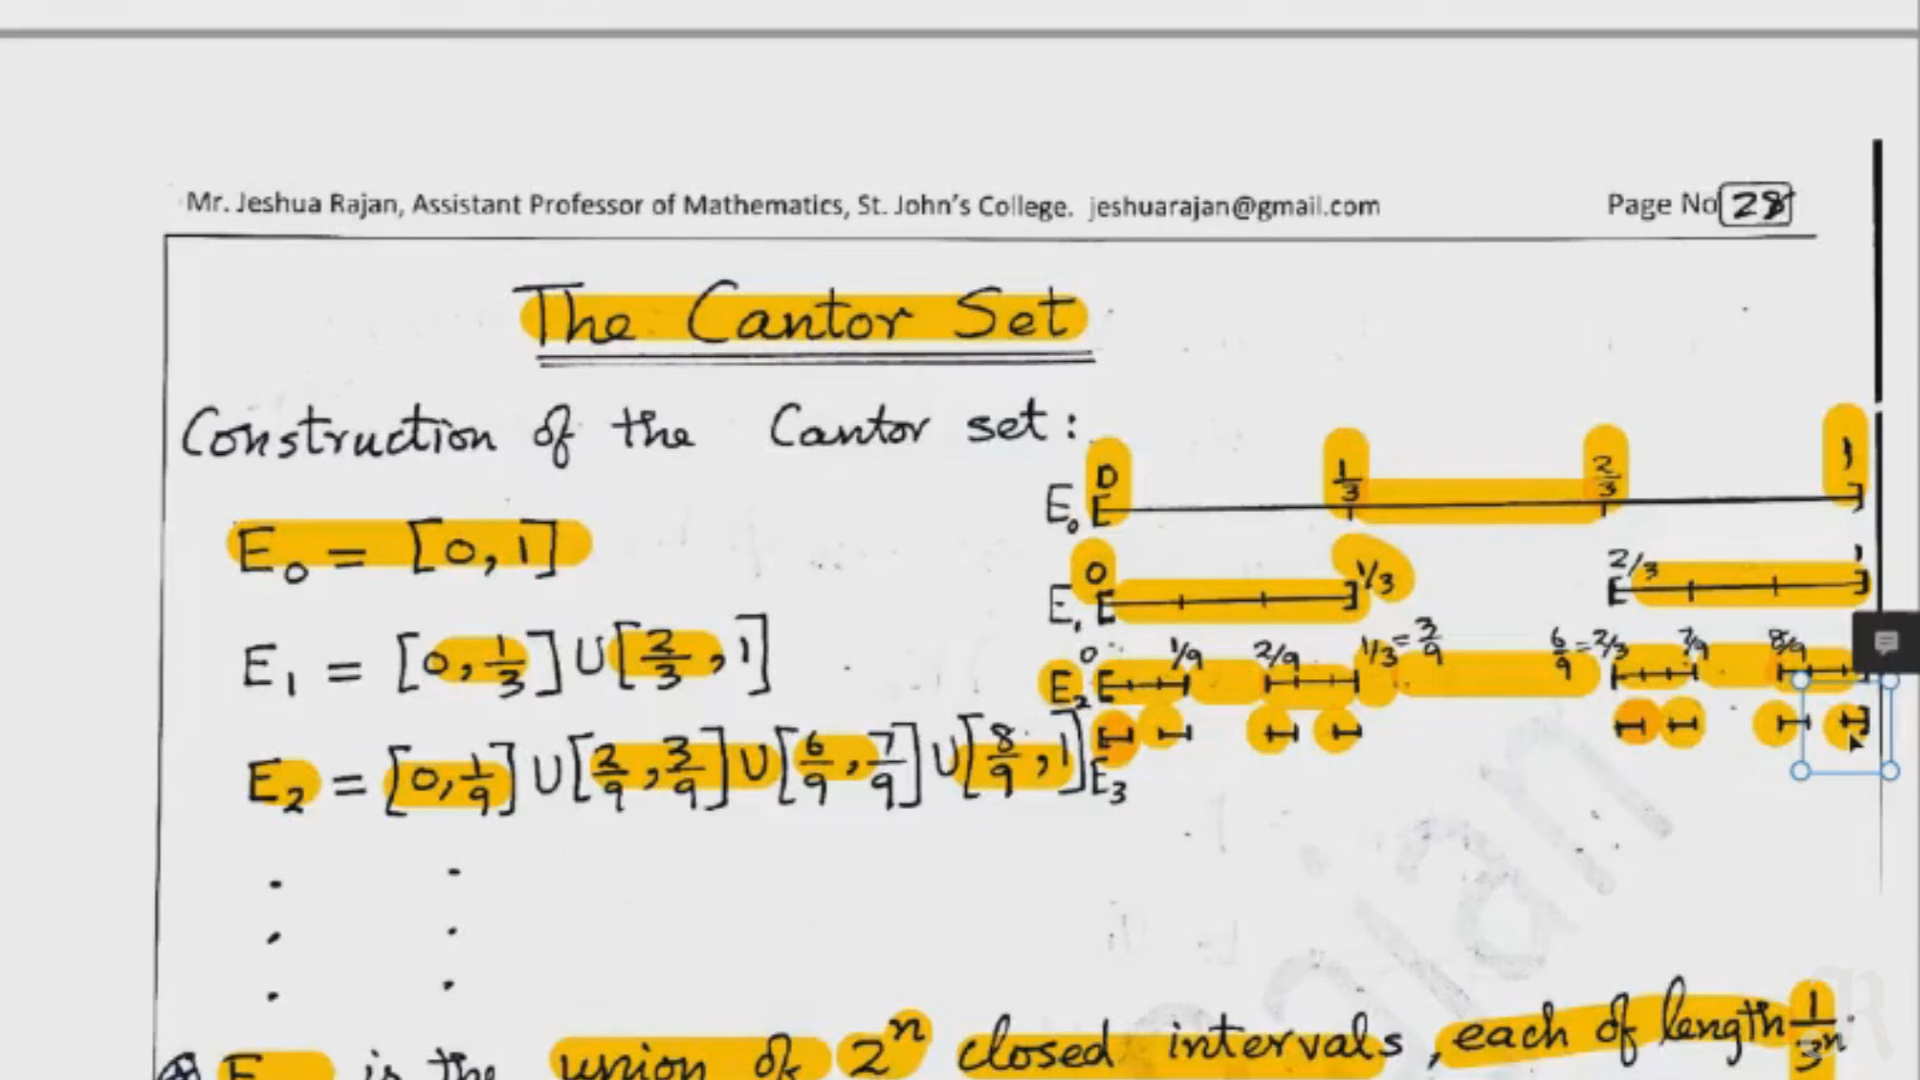 Mr. Jeshua Rajan, Assistant Professor of Mathematics, St. John's College. jeshuarajan@gmail.com Page No 28
The Cantor Set
Construction of the Cantor set:
0 1/3 2/3 1
E₀
E₀ = [0, 1]
0 1/3 2/3 1
E₁
E₁ = [0, 1/3] ∪ [2/3, 1]
0 1/9 2/9 1/3 = 3/9 6/9 = 2/3 7/9 8/9
E₂
E₂ = [0, 1/9] ∪ [2/9, 3/9] ∪ [6/9, 7/9] ∪ [8/9, 1]
E₃
is the union of 2ⁿ closed intervals, each of length 1/3ⁿ.